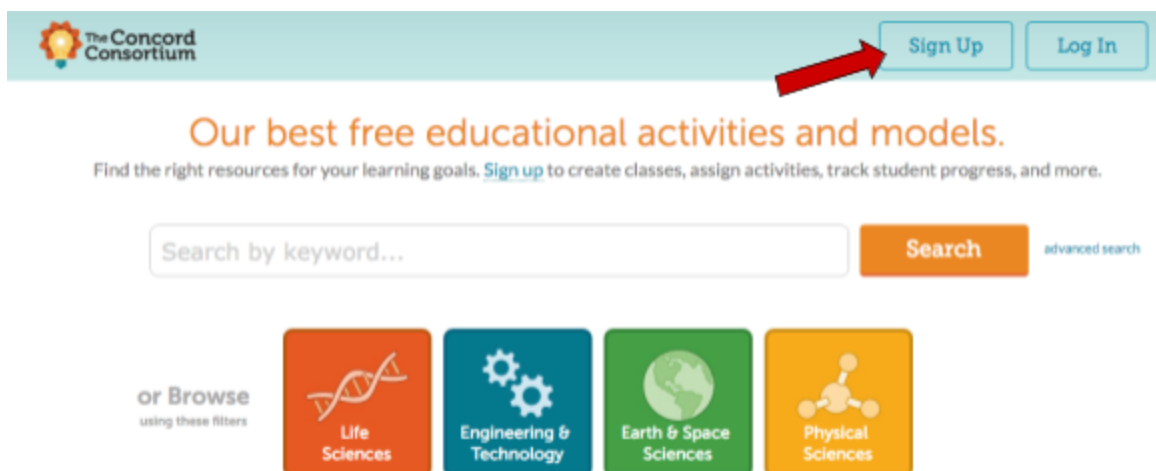 The Concord
Consortium
Sign Up
Log In
Our best free educational activities and models.
Find the right resources for your learning goals. Sign up to create classes, assign activities, track student progress, and more.
Search by keyword...
Search
advanced search
or Browse
using these filters
Life
Sciences
Engineering &
Technology
Earth & Space
Sciences
Physical
Sciences